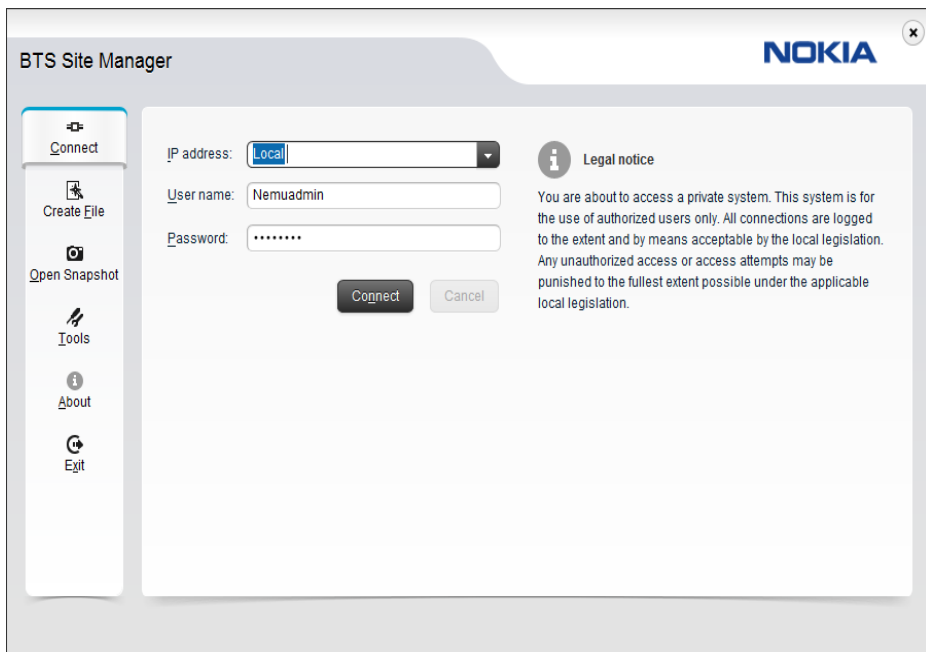 BTS Site Manager
NOKIA
Connect
Create File
Open Snapshot
Tools
About
Exit
IP address: Local
User name: Nemuadmin
Password: ••••••••
Connect Cancel
Legal notice
You are about to access a private system. This system is for
the use of authorized users only. All connections are logged
to the extent and by means acceptable by the local legislation.
Any unauthorized access or access attempts may be
punished to the fullest extent possible under the applicable
local legislation.